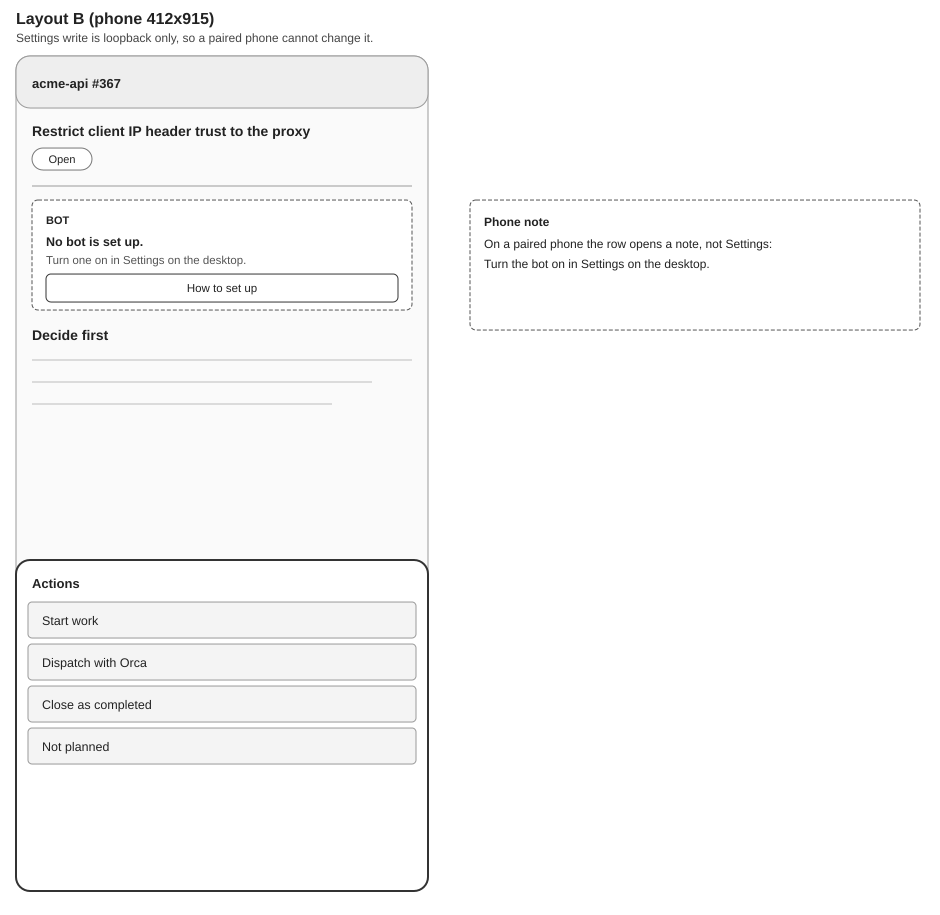 Layout B (phone 412x915)
Settings write is loopback only, so a paired phone cannot change it.
acme-api #367
Restrict client IP header trust to the proxy
Open
BOT
No bot is set up.
Turn one on in Settings on the desktop.
How to set up
Phone note
On a paired phone the row opens a note, not Settings:
Turn the bot on in Settings on the desktop.
Decide first
Actions
Start work
Dispatch with Orca
Close as completed
Not planned